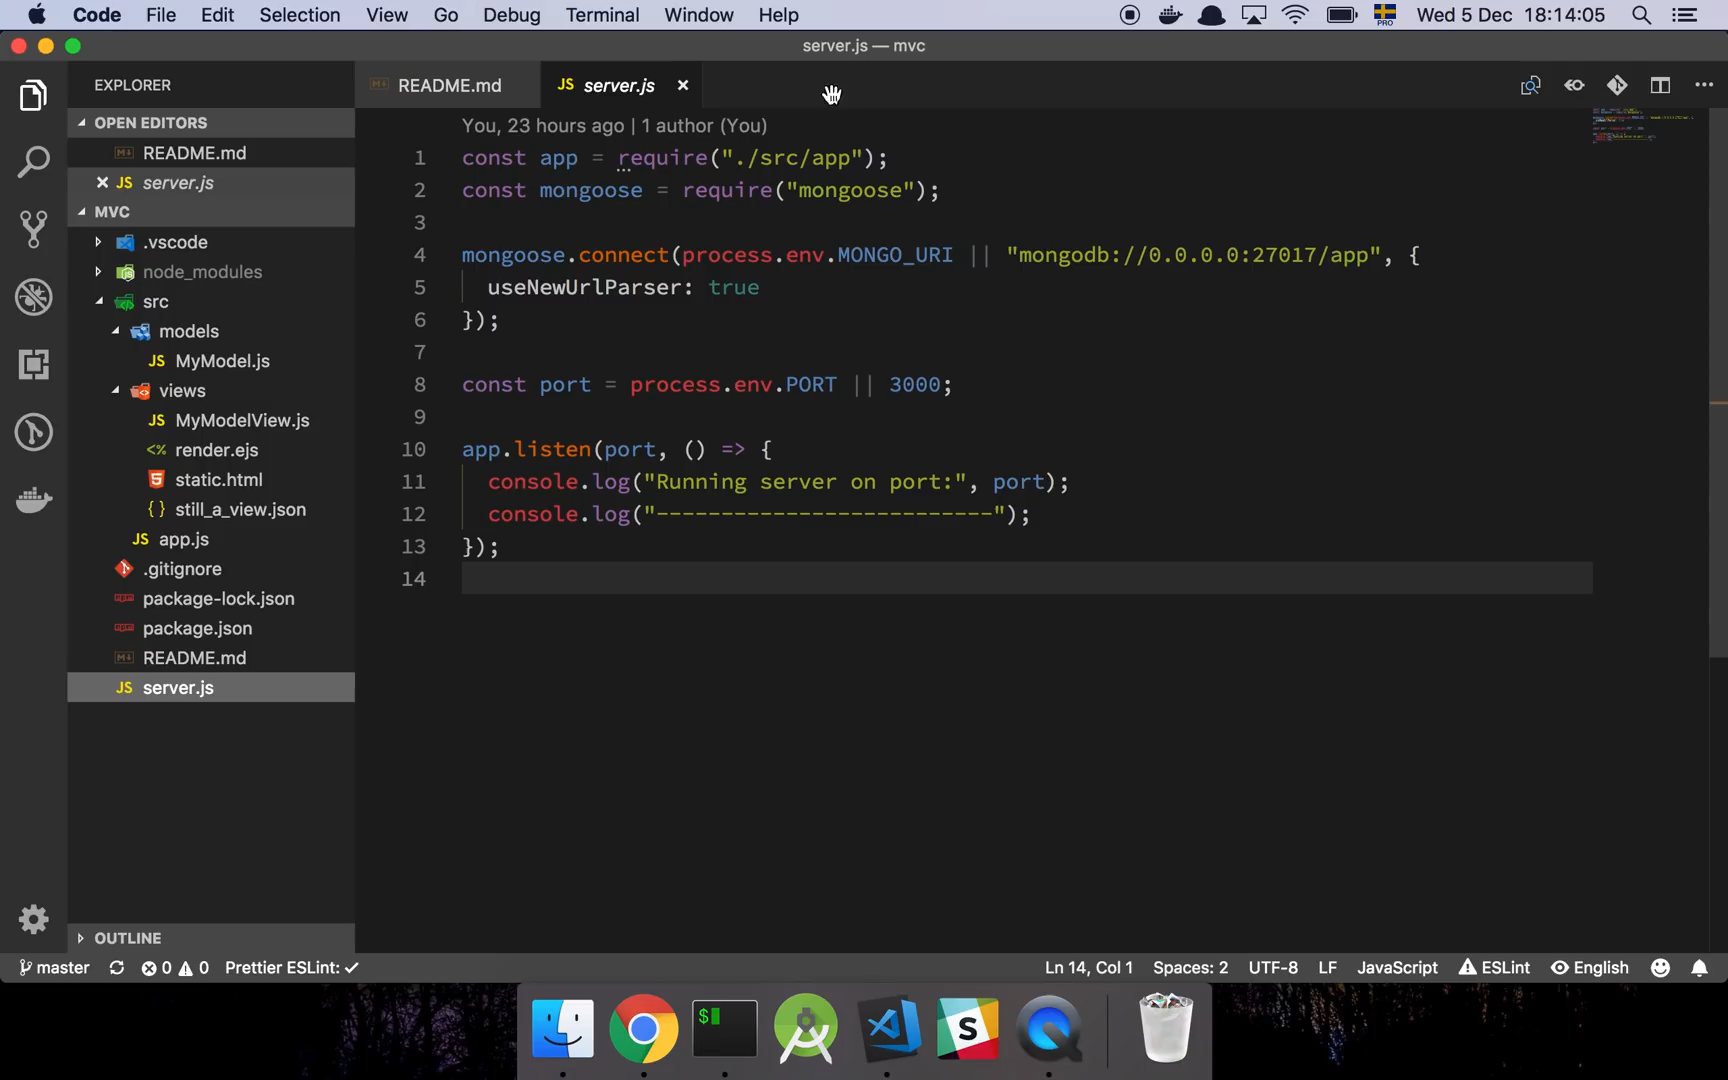 Code File Edit Selection View Go Debug Terminal Window Help PRO Wed 5 Dec 18:14:05
server.js — mvc
EXPLORER
OPEN EDITORS
README.md
JS server.js
MVC
.vscode
node_modules
src
models
JS MyModel.js
views
JS MyModelView.js
<% render.ejs
static.html
{ } still_a_view.json
JS app.js
.gitignore
package-lock.json
package.json
README.md
JS server.js
OUTLINE
README.md JS server.js
You, 23 hours ago | 1 author (You)
1 const app = require("./src/app");
2 const mongoose = require("mongoose");
3
4 mongoose.connect(process.env.MONGO_URI || "mongodb://0.0.0.0:27017/app", {
5 useNewUrlParser: true
6 });
7
8 const port = process.env.PORT || 3000;
9
10 app.listen(port, () => {
11 console.log("Running server on port:", port);
12 console.log("--------------------------");
13 });
14
master 0 0 Prettier ESLint: ✓ Ln 14, Col 1 Spaces: 2 UTF-8 LF JavaScript ESLint English
$
S